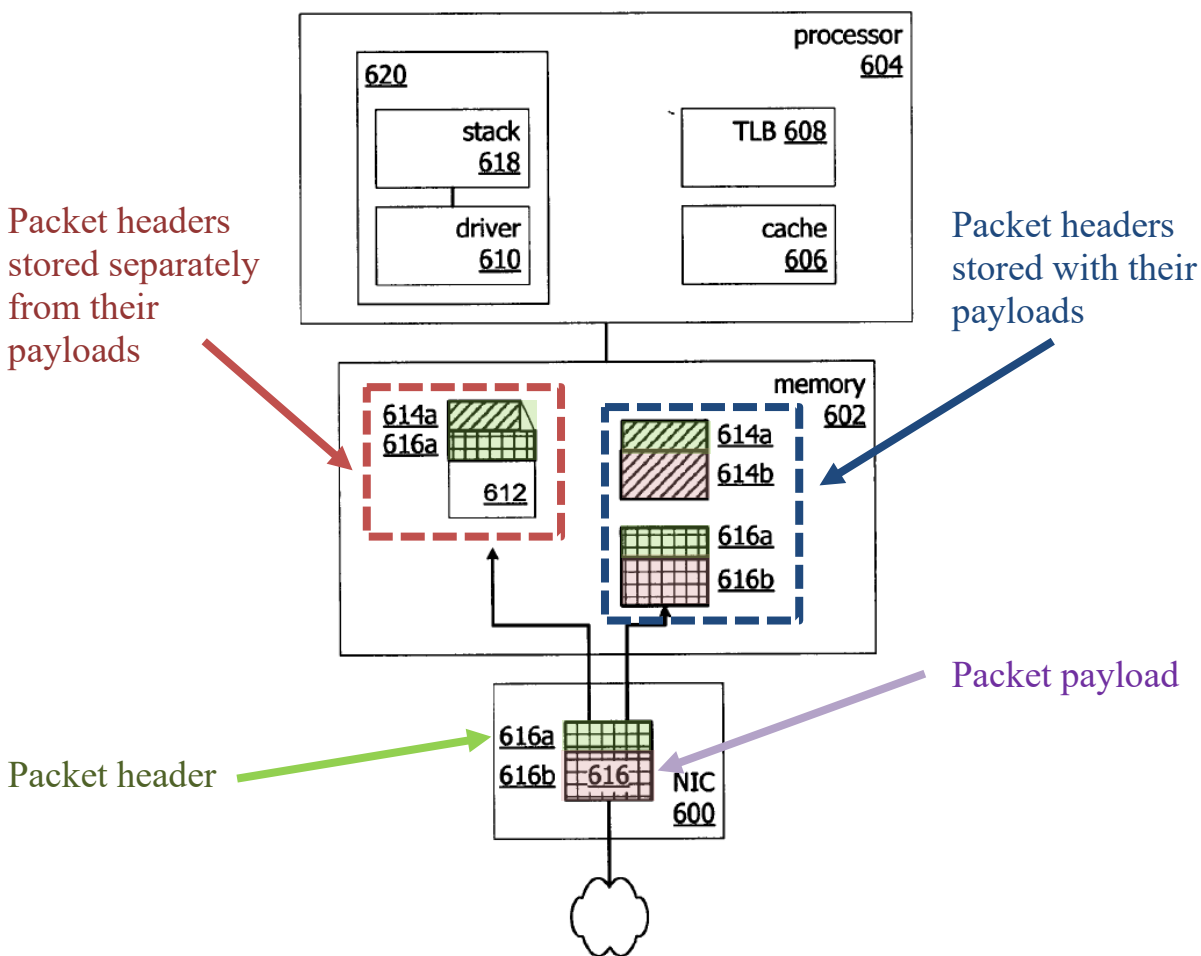 processor
604
620
stack
618
TLB 608
driver
610
cache
606
Packet headers
stored separately
from their
payloads
Packet headers
stored with their
payloads
memory
602
614a
616a
612
614a
614b
616a
616b
Packet payload
Packet header
616a
616b
616
NIC
600